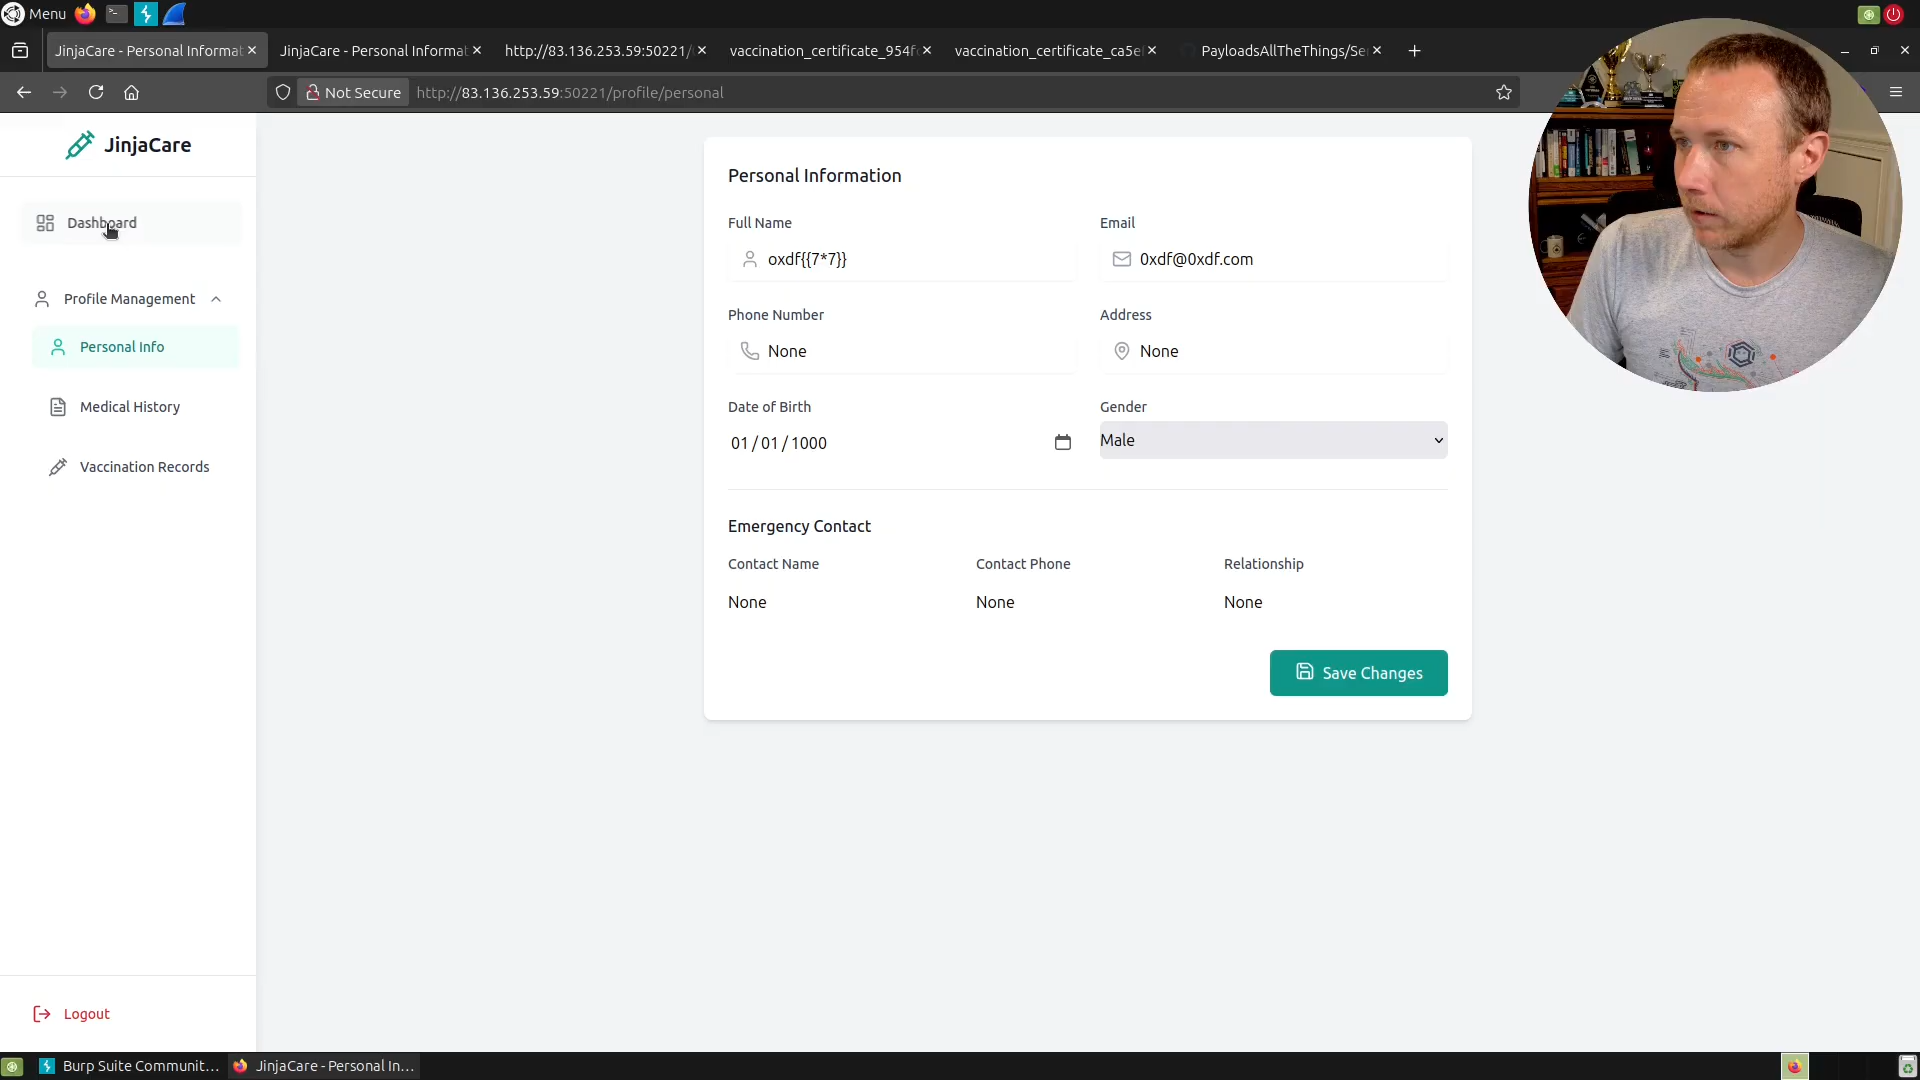 Menu
JinjaCare - Personal Informat
JinjaCare - Personal Informat
http://83.136.253.59:50221/
vaccination_certificate_954f
vaccination_certificate_ca5e
PayloadsAllTheThings/Se
Not Secure
http://83.136.253.59:50221/profile/personal
JinjaCare
Dashboard
Profile Management
Personal Info
Medical History
Vaccination Records
Logout
Personal Information
Full Name
Email
oxdf{{7*7}}
0xdf@0xdf.com
Phone Number
Address
None
None
Date of Birth
Gender
01/01/1000
Male
Emergency Contact
Contact Name
Contact Phone
Relationship
None
None
None
Save Changes
Burp Suite Communit...
JinjaCare - Personal In...